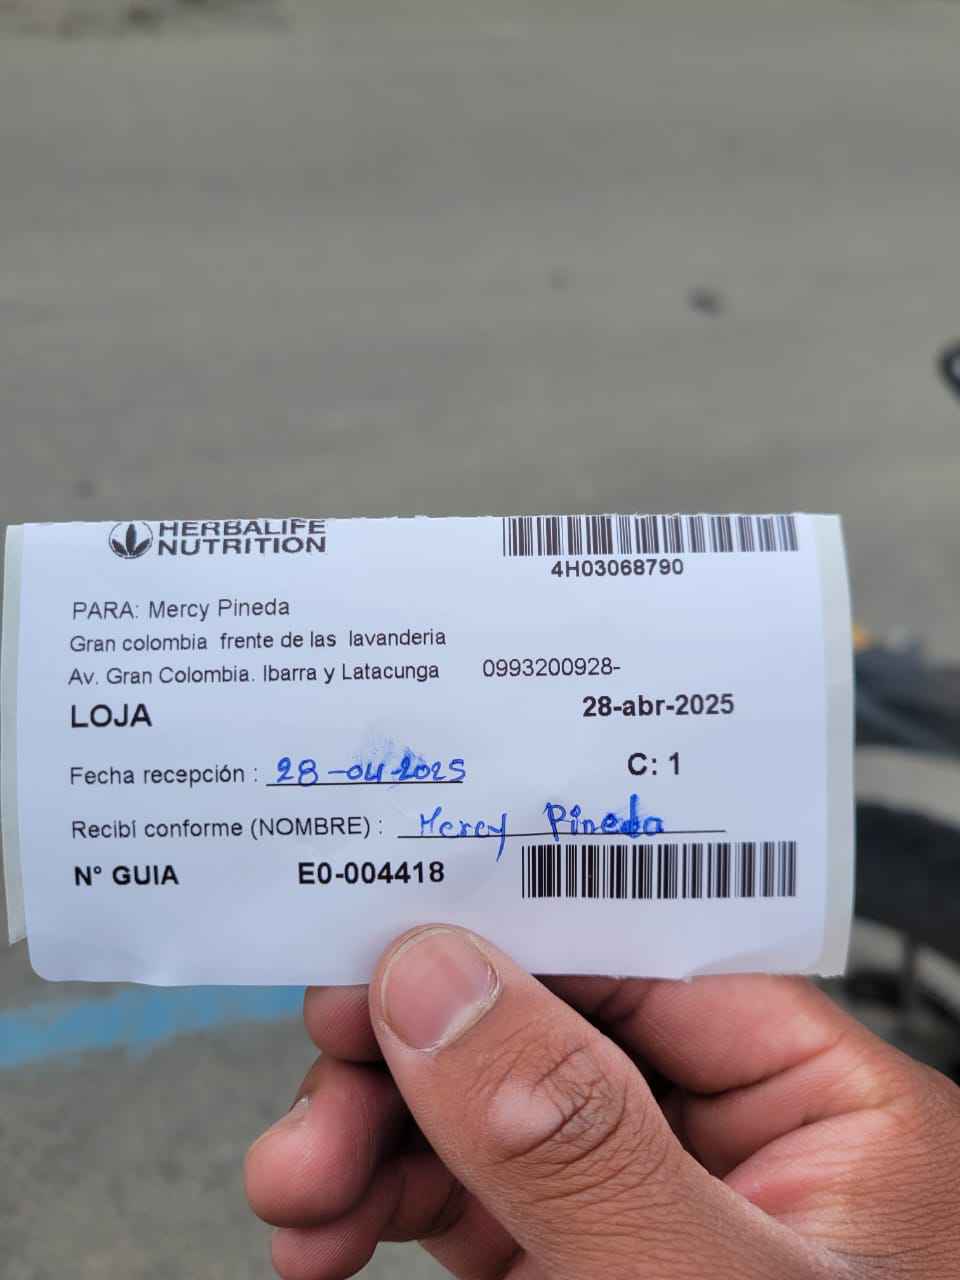 HERBALIFE
NUTRITION
4H03068790
PARA: Mercy Pineda
Gran colombia frente de las lavanderia
Av. Gran Colombia. Ibarra y Latacunga 0993200928-
LOJA 28-abr-2025
Fecha recepción : 28-04-2025 C: 1
Recibí conforme (NOMBRE) : Mercy Pineda
N° GUIA E0-004418